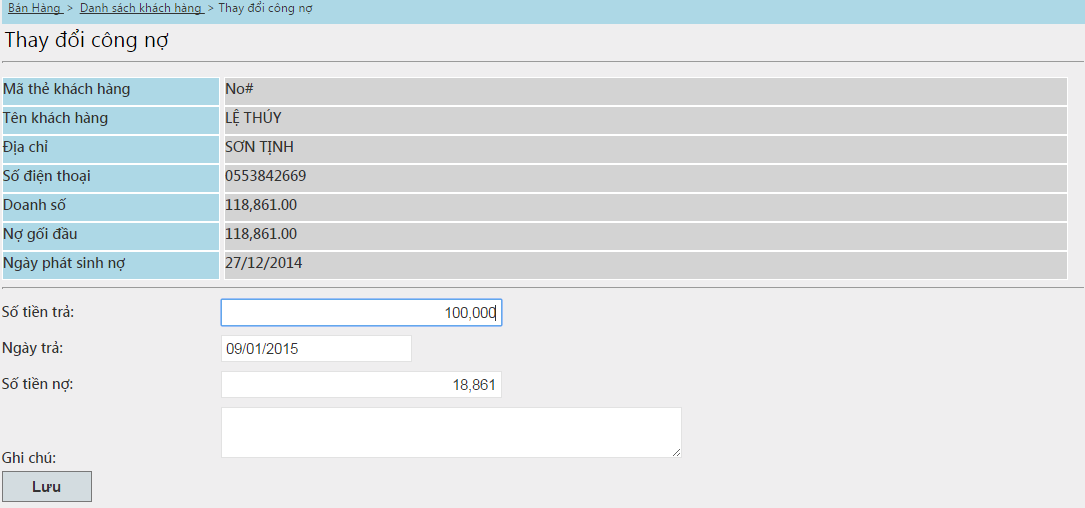 Bán Hàng > Danh sách khách hàng > Thay đổi công nợ
Thay đổi công nợ
Mã thẻ khách hàng No#
Tên khách hàng LỆ THÚY
Địa chỉ SƠN TỊNH
Số điện thoại 0553842669
Doanh số 118,861.00
Nợ gối đầu 118,861.00
Ngày phát sinh nợ 27/12/2014
Số tiền trả: 100,000
Ngày trả: 09/01/2015
Số tiền nợ: 18,861
Ghi chú:
Lưu